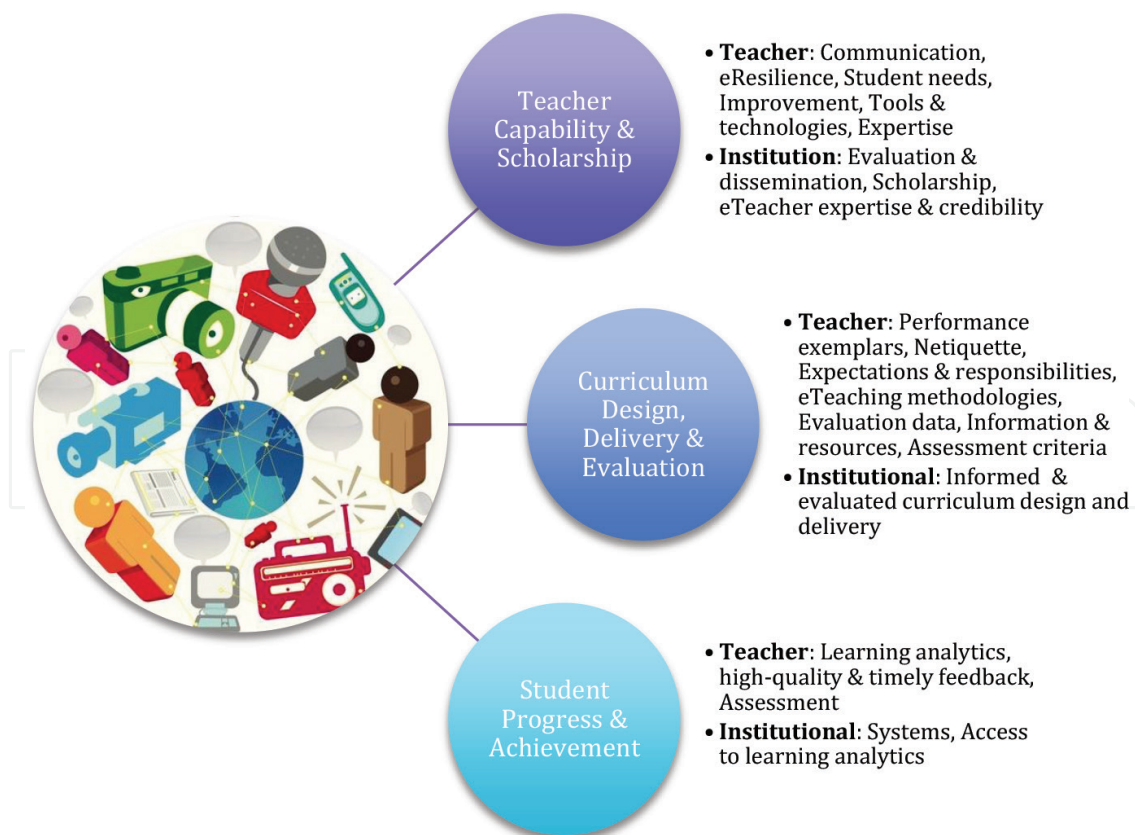 Teacher
Capability &
Scholarship
• Teacher: Communication,
eResilience, Student needs,
Improvement, Tools &
technologies, Expertise
• Institution: Evaluation &
dissemination, Scholarship,
eTeacher expertise & credibility
Curriculum
Design,
Delivery &
Evaluation
• Teacher: Performance
exemplars, Netiquette,
Expectations & responsibilities,
eTeaching methodologies,
Evaluation data, Information &
resources, Assessment criteria
• Institutional: Informed &
evaluated curriculum design and
delivery
Student
Progress &
Achievement
• Teacher: Learning analytics,
high-quality & timely feedback,
Assessment
• Institutional: Systems, Access
to learning analytics